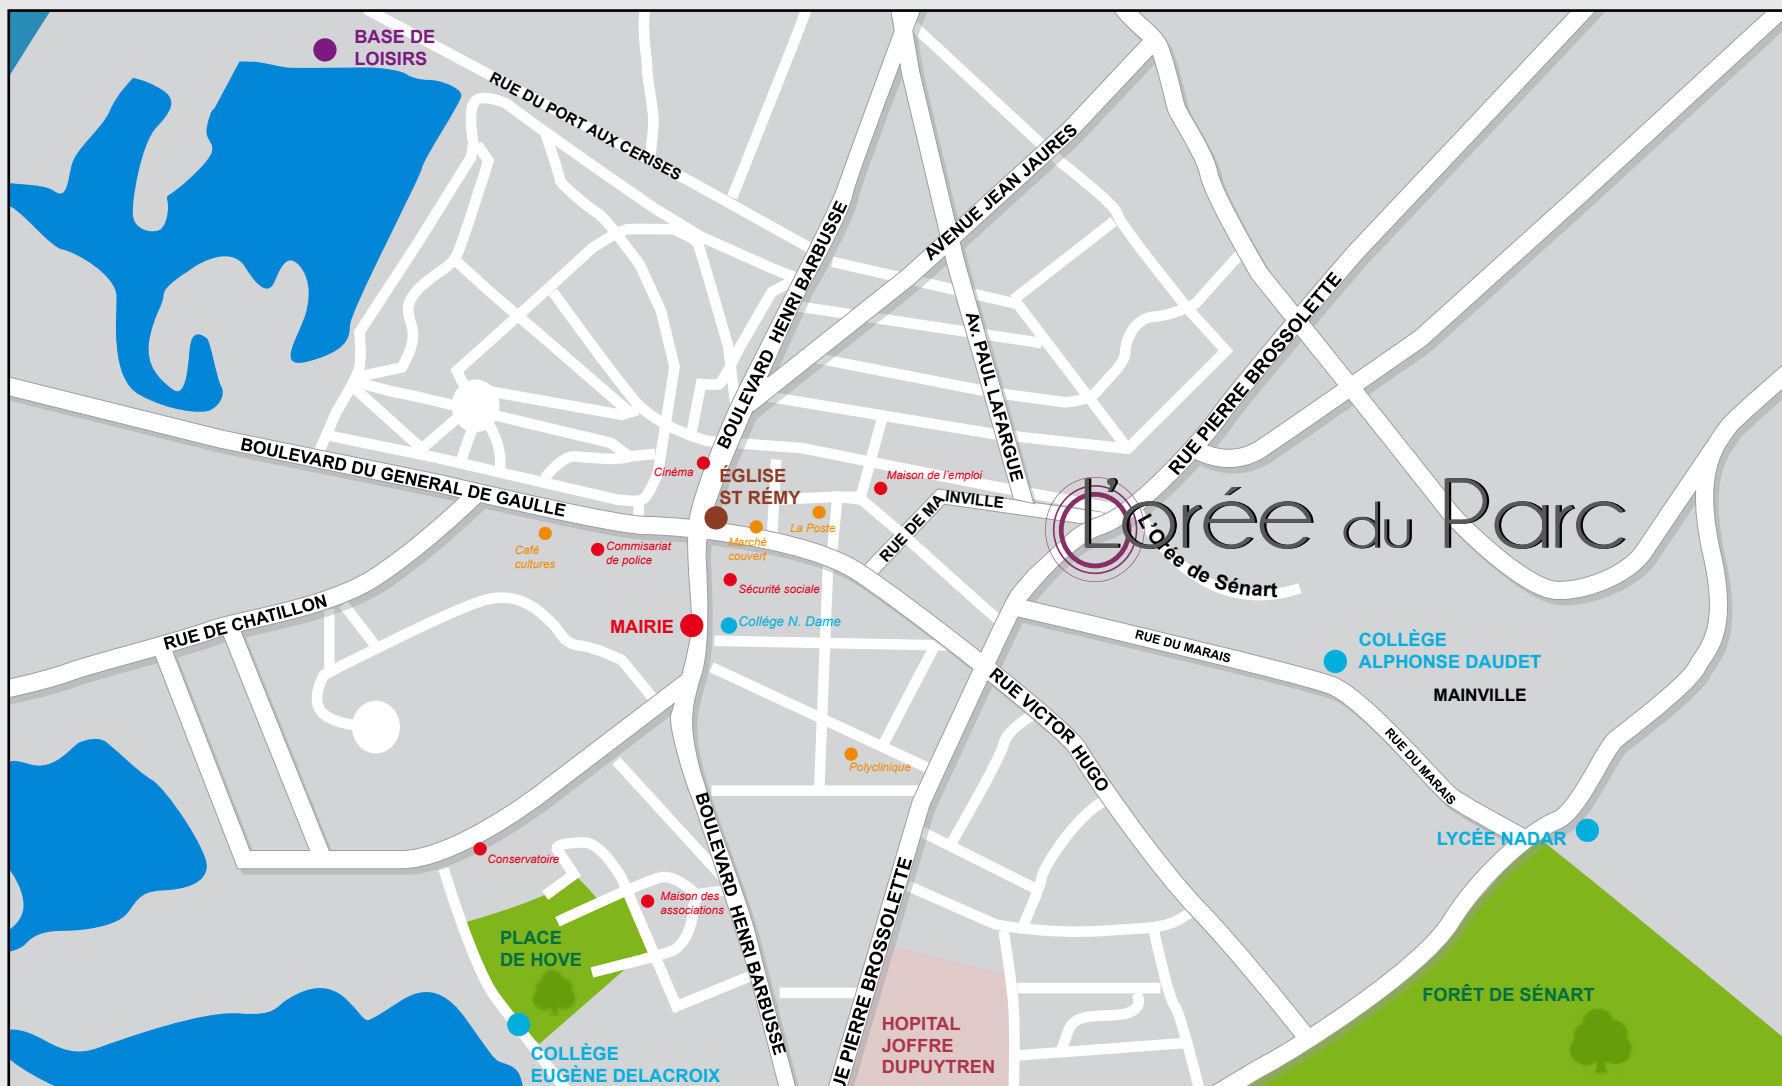 BASE DE
LOISIRS
RUE DU PORT AUX CERISES
BOULEVARD HENRI BARBUSSE
AVENUE JEAN JAURES
Av. PAUL LAFARGUE
RUE PIERRE BROSSOLETTE
BOULEVARD DU GENERAL DE GAULLE
Cinéma
ÉGLISE
ST RÉMY
Maison de l'emploi
RUE DE MAINVILLE
L'orée du Parc
L'Orée de Sénart
La Poste
Marché
couvert
Café
cultures
Commisariat
de police
Sécurité sociale
RUE DE CHATILLON
MAIRIE
Collége N. Dame
RUE DU MARAIS
COLLÈGE
ALPHONSE DAUDET
MAINVILLE
RUE VICTOR HUGO
RUE DU MARAIS
Polyclinique
BOULEVARD HENRI BARBUSSE
LYCÉE NADAR
Conservatoire
Maison des
associations
RUE PIERRE BROSSOLETTE
PLACE
DE HOVE
FORÊT DE SÉNART
HOPITAL
JOFFRE
DUPUYTREN
COLLÈGE
EUGÈNE DELACROIX